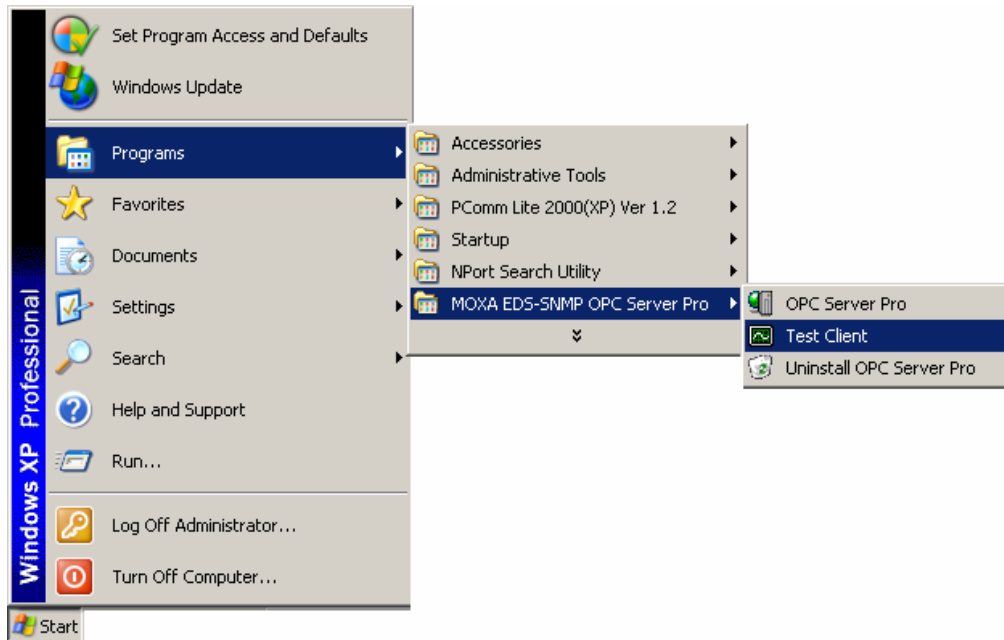 Set Program Access and Defaults
Windows Update
Programs
Favorites
Documents
Settings
Search
Help and Support
Run...
Log Off Administrator...
Turn Off Computer...
Windows XP Professional
Start
Accessories
Administrative Tools
PComm Lite 2000(XP) Ver 1.2
Startup
NPort Search Utility
MOXA EDS-SNMP OPC Server Pro
OPC Server Pro
Test Client
Uninstall OPC Server Pro